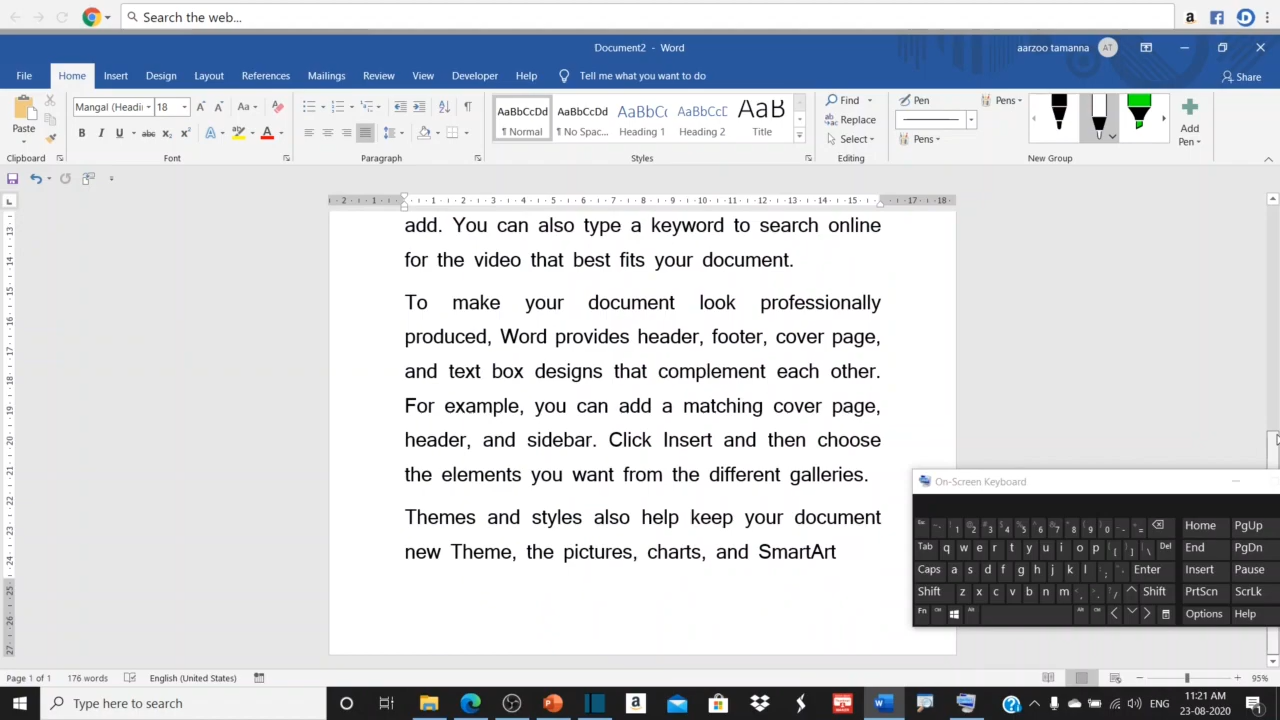 Search the web...
Document2 - Word
aarzoo tamanna AT
File Home Insert Design Layout References Mailings Review View Developer Help Tell me what you want to do Share
Paste
Mangal (Headi 18
Find
Replace
Select
Pen
Pens
Pens
Add Pen
AaBbCcDd AaBbCcDd AaBbCc AaBbCcE AaB
¶ Normal ¶ No Spac... Heading 1 Heading 2 Title
Clipboard Font Paragraph Styles Editing New Group
add. You can also type a keyword to search online
for the video that best fits your document.
To make your document look professionally
produced, Word provides header, footer, cover page,
and text box designs that complement each other.
For example, you can add a matching cover page,
header, and sidebar. Click Insert and then choose
the elements you want from the different galleries.
Themes and styles also help keep your document
new Theme, the pictures, charts, and SmartArt
On-Screen Keyboard
Home PgUp
Tab q w e r t y u i o p Del End PgDn
Caps a s d f g h j k l Enter Insert Pause
Shift z x c v b n m Shift PrtScn ScrLk
Fn Options Help
Page 1 of 1 176 words English (United States) 95%
Type here to search
ENG
11:21 AM
23-08-2020